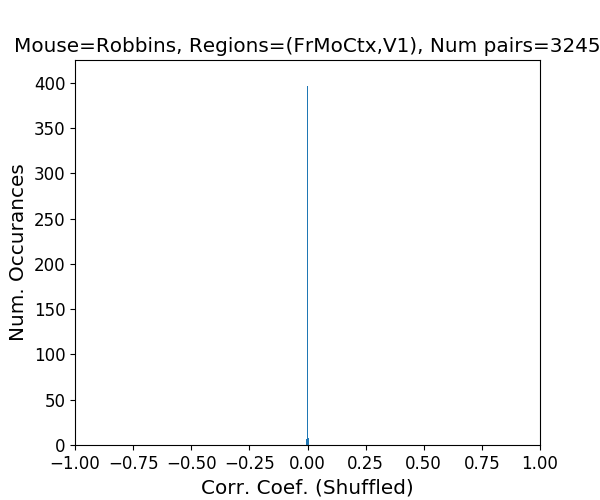 Mouse=Robbins, Regions=(FrMoCtx,V1), Num pairs=3245
Num. Occurances
400
350
300
250
200
150
100
50
0
−1.00 −0.75 −0.50 −0.25 0.00 0.25 0.50 0.75 1.00
Corr. Coef. (Shuffled)